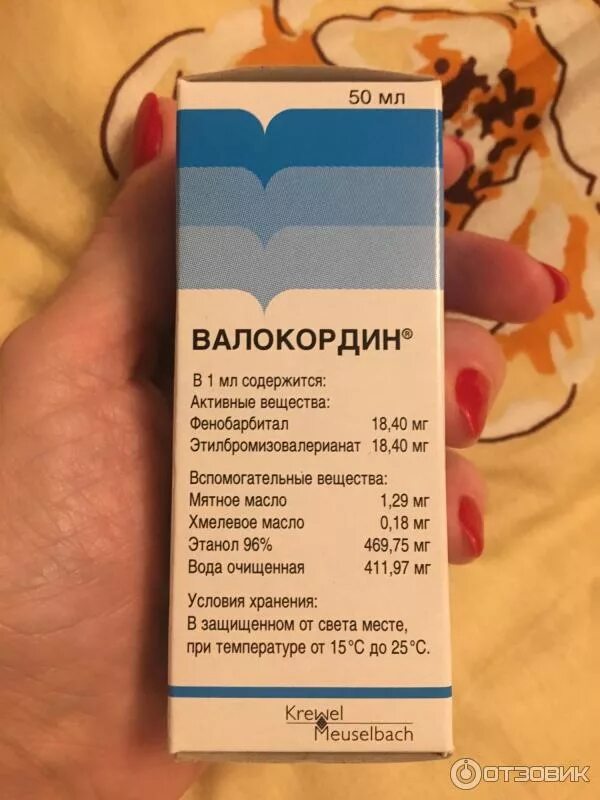 50 мл
ВАЛОКОРДИН®
В 1 мл содержится:
Активные вещества:
Фенобарбитал 18,40 мг
Этилбромизовалерианат 18,40 мг
Вспомогательные вещества:
Мятное масло 1,29 мг
Хмелевое масло 0,18 мг
Этанол 96% 469,75 мг
Вода очищенная 411,97 мг
Условия хранения:
В защищенном от света месте,
при температуре от 15°C до 25°C.
Krewel
Meuselbach
ОТЗОВИК